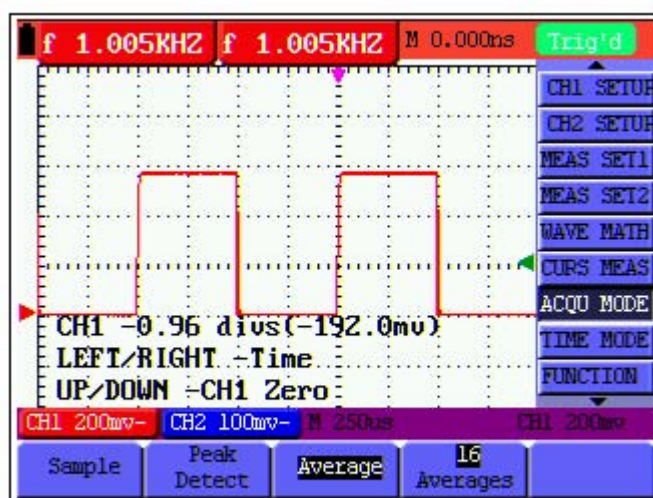 f 1.005KHZ f 1.005KHZ M 0.000ns Trig'd
CH1 SETUP
CH2 SETUP
MEAS SET1
MEAS SET2
WAVE MATH
CURS MEAS
ACQU MODE
TIME MODE
FUNCTION
CH1 -0.96 divs(-192.0mv)
LEFT/RIGHT -Time
UP/DOWN -CH1 Zero
CH1 200mv- CH2 100mv- M 250us CH1 200mv
Sample
Peak Detect
Average
16 Averages